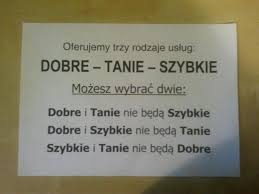 Oferujemy trzy rodzaje usług:
DOBRE – TANIE – SZYBKIE
Możesz wybrać dwie:
Dobre i Tanie nie będą Szybkie
Dobre i Szybkie nie będą Tanie
Szybkie i Tanie nie będą Dobre